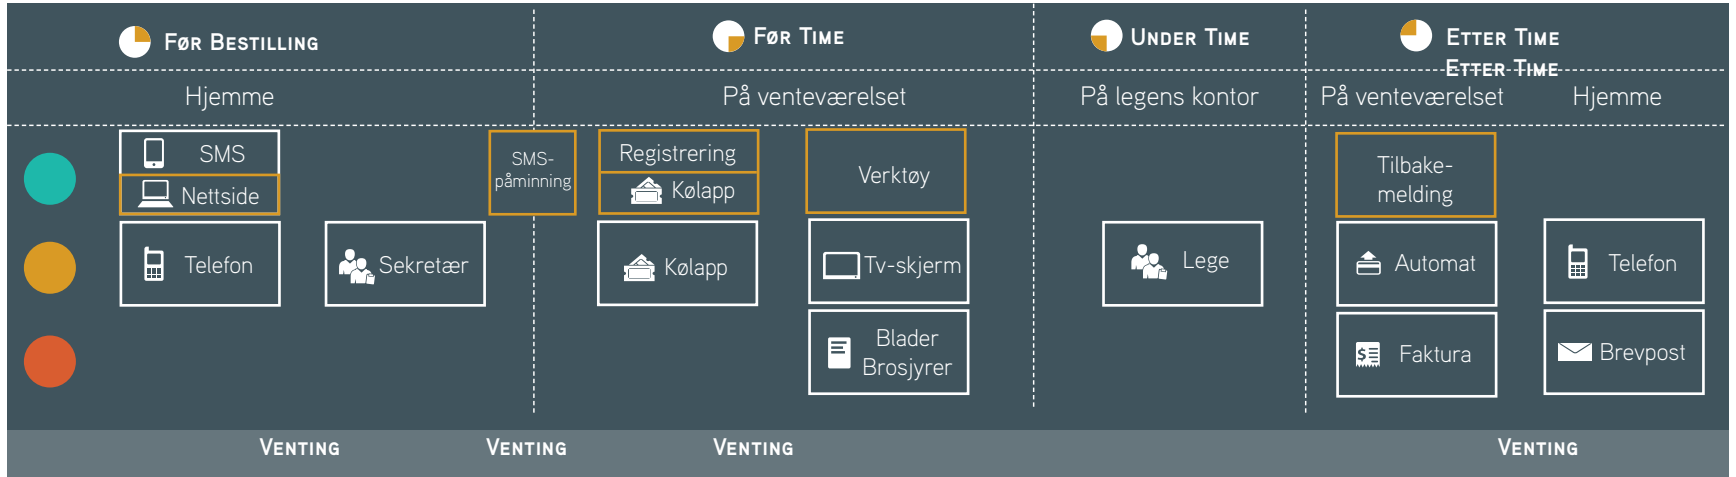 FØR BESTILLING
FØR TIME
UNDER TIME
ETTER TIME
ETTER TIME
Hjemme
På venteværelset
På legens kontor
På venteværelset
Hjemme
SMS
Nettside
SMS-
påminning
Registrering
Kølapp
Verktøy
Tilbake-
melding
Telefon
Sekretær
Kølapp
Tv-skjerm
Lege
Automat
Telefon
Blader
Brosjyrer
Faktura
Brevpost
VENTING
VENTING
VENTING
VENTING